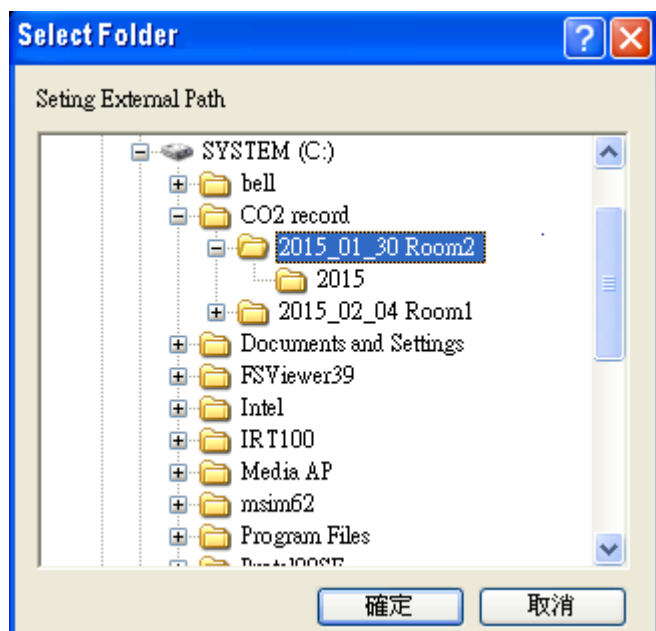 Select Folder
Seting External Path
SYSTEM (C:)
bell
CO2 record
2015_01_30 Room2
2015
2015_02_04 Room1
Documents and Settings
FSViewer39
Intel
IRT100
Media AP
msim62
Program Files
確定 取消